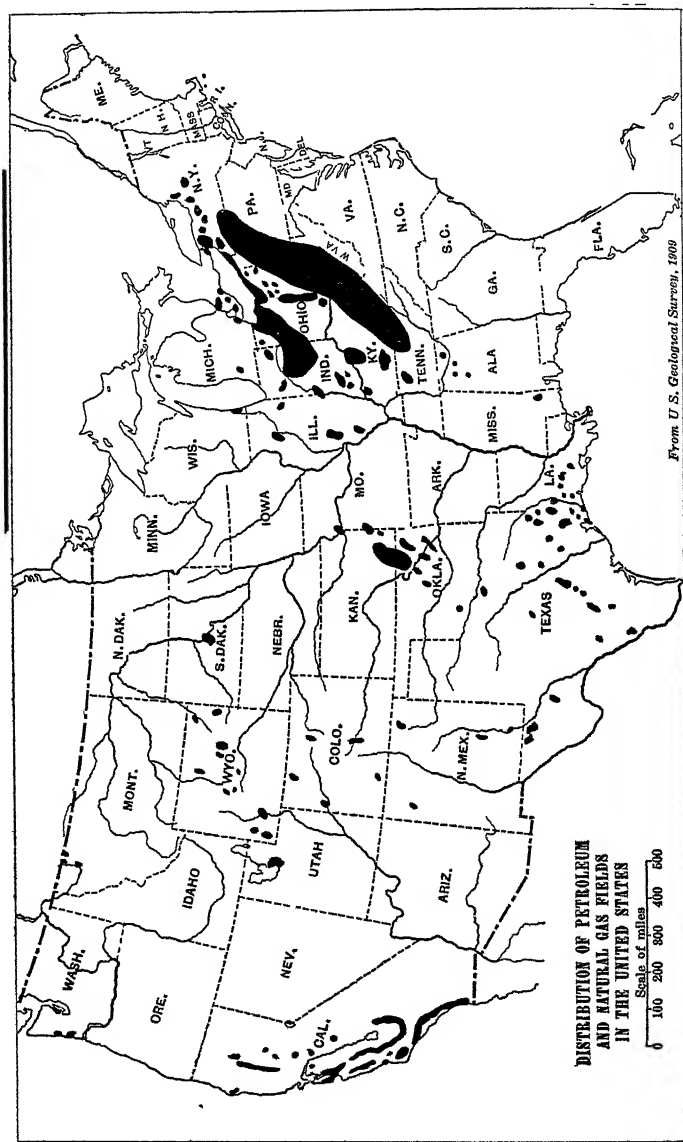 WASH.
ORE.
CAL.
NEV.
IDAHO
MONT.
WYO.
UTAH
ARIZ.
COLO.
N. MEX.
N. DAK.
S. DAK.
NEBR.
KAN.
OKLA.
TEXAS
MINN.
IOWA
MO.
ARK.
LA.
WIS.
ILL.
MISS.
MICH.
IND.
OHIO
KY.
TENN.
ALA
GA.
FLA.
S.C.
N.C.
VA.
W VA
MD
DEL
PA.
N.J.
N.Y.
VT
N H.
MASS
R I.
CONN.
ME.
DISTRIBUTION OF PETROLEUM
AND NATURAL GAS FIELDS
IN THE UNITED STATES
Scale of miles
0 100 200 300 400 500
From U S. Geological Survey, 1909